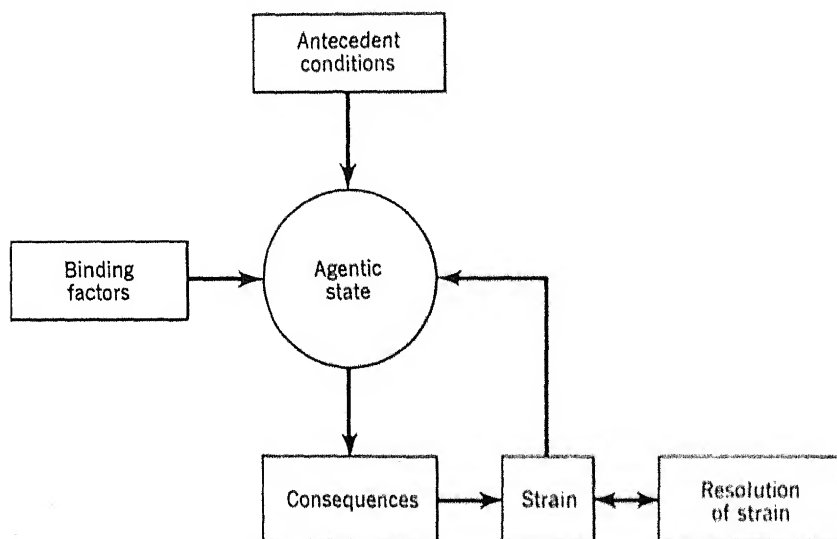 Antecedent
conditions
Binding
factors
Agentic
state
Consequences
Strain
Resolution
of strain